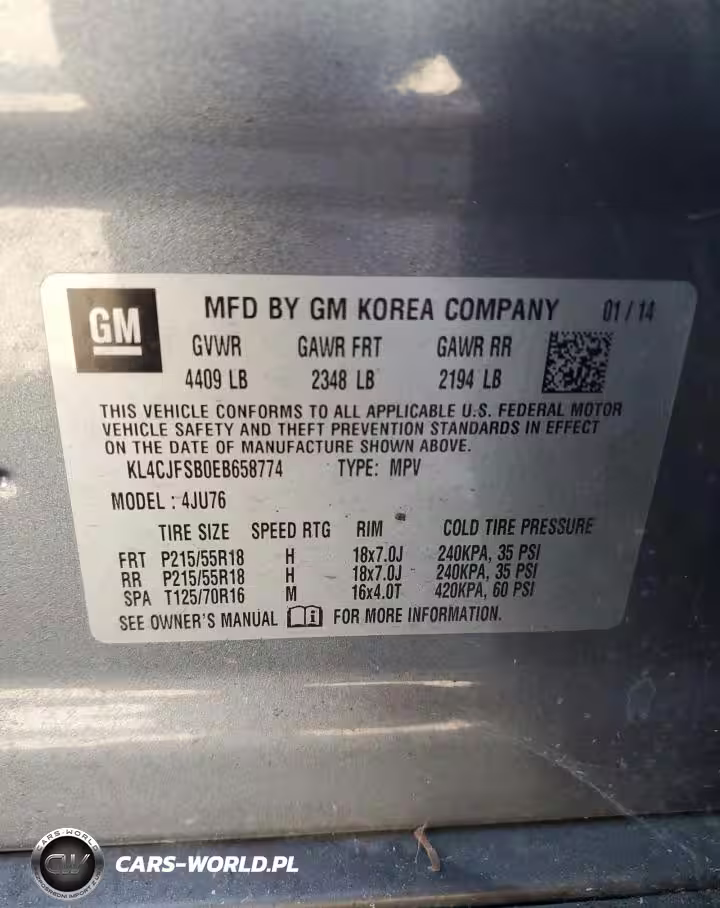 GM
MFD BY GM KOREA COMPANY 01 / 14
GVWR GAWR FRT GAWR RR
4409 LB 2348 LB 2194 LB
THIS VEHICLE CONFORMS TO ALL APPLICABLE U.S. FEDERAL MOTOR
VEHICLE SAFETY AND THEFT PREVENTION STANDARDS IN EFFECT
ON THE DATE OF MANUFACTURE SHOWN ABOVE.
KL4CJFSB0EB658774 TYPE: MPV
MODEL : 4JU76
TIRE SIZE SPEED RTG RIM COLD TIRE PRESSURE
FRT P215/55R18 H 18x7.0J 240KPA, 35 PSI
RR P215/55R18 H 18x7.0J 240KPA, 35 PSI
SPA T125/70R16 M 16x4.0T 420KPA, 60 PSI
SEE OWNER'S MANUAL i FOR MORE INFORMATION.
CARS-WORLD
CW
CARS-WORLD.PL